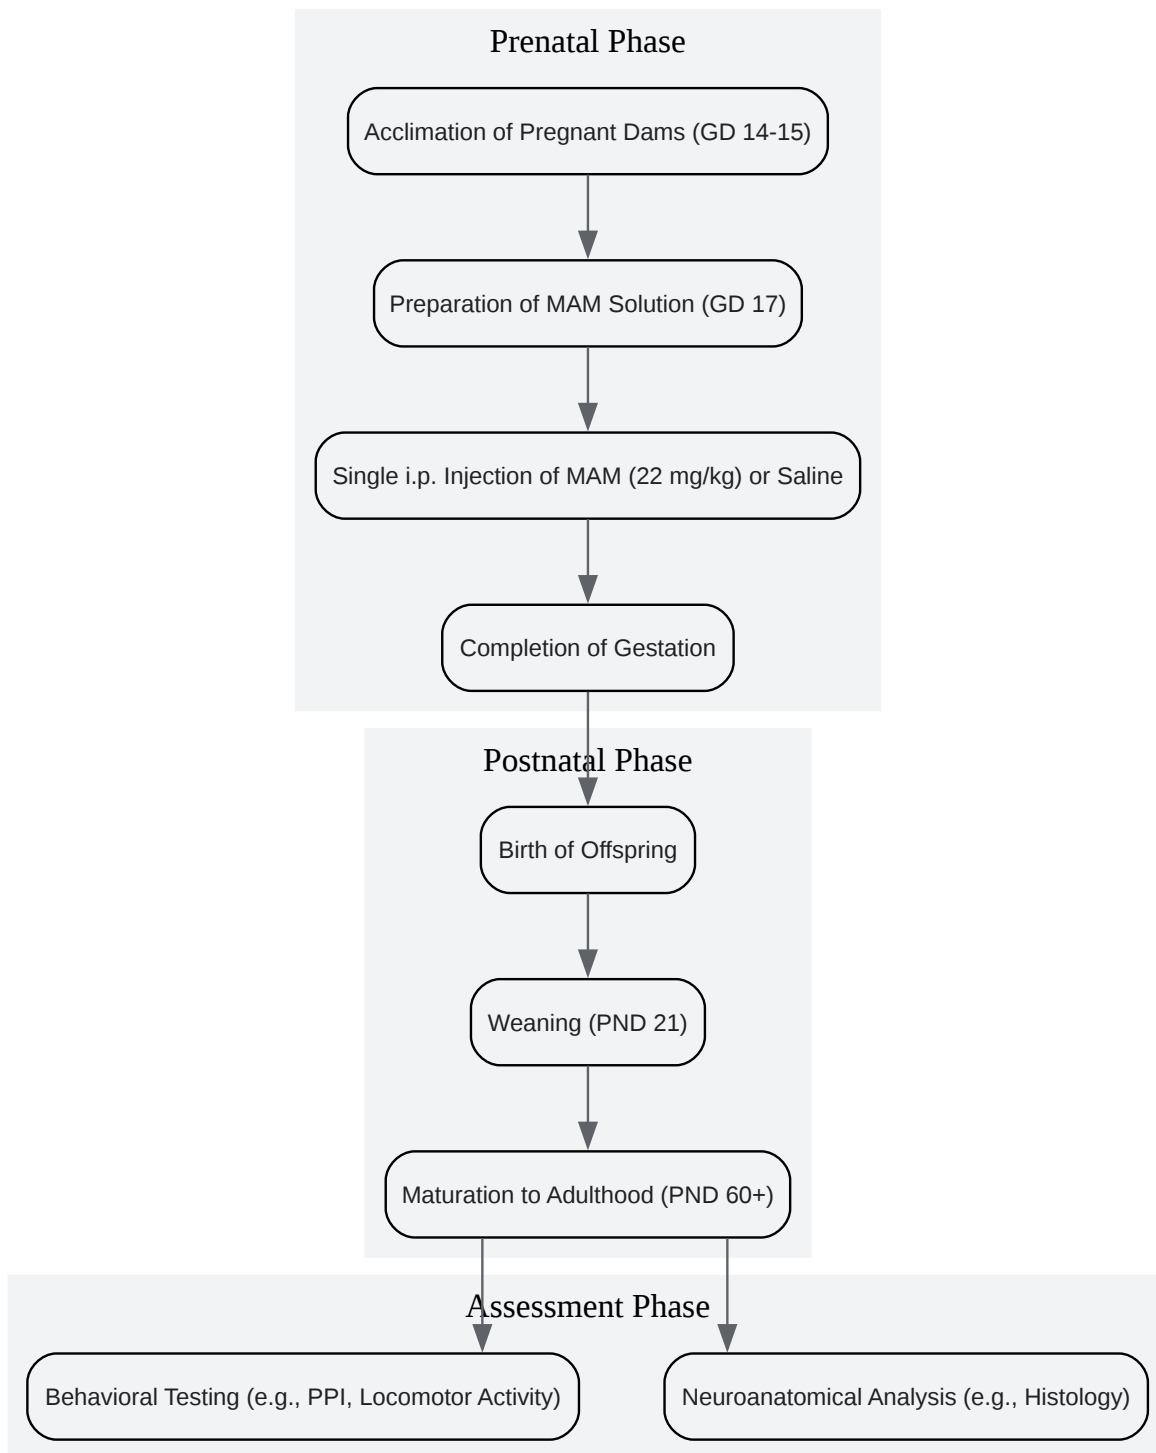 Prenatal Phase
Acclimation of Pregnant Dams (GD 14-15)
Preparation of MAM Solution (GD 17)
Single i.p. Injection of MAM (22 mg/kg) or Saline
Completion of Gestation
Postnatal Phase
Birth of Offspring
Weaning (PND 21)
Maturation to Adulthood (PND 60+)
Assessment Phase
Behavioral Testing (e.g., PPI, Locomotor Activity)
Neuroanatomical Analysis (e.g., Histology)